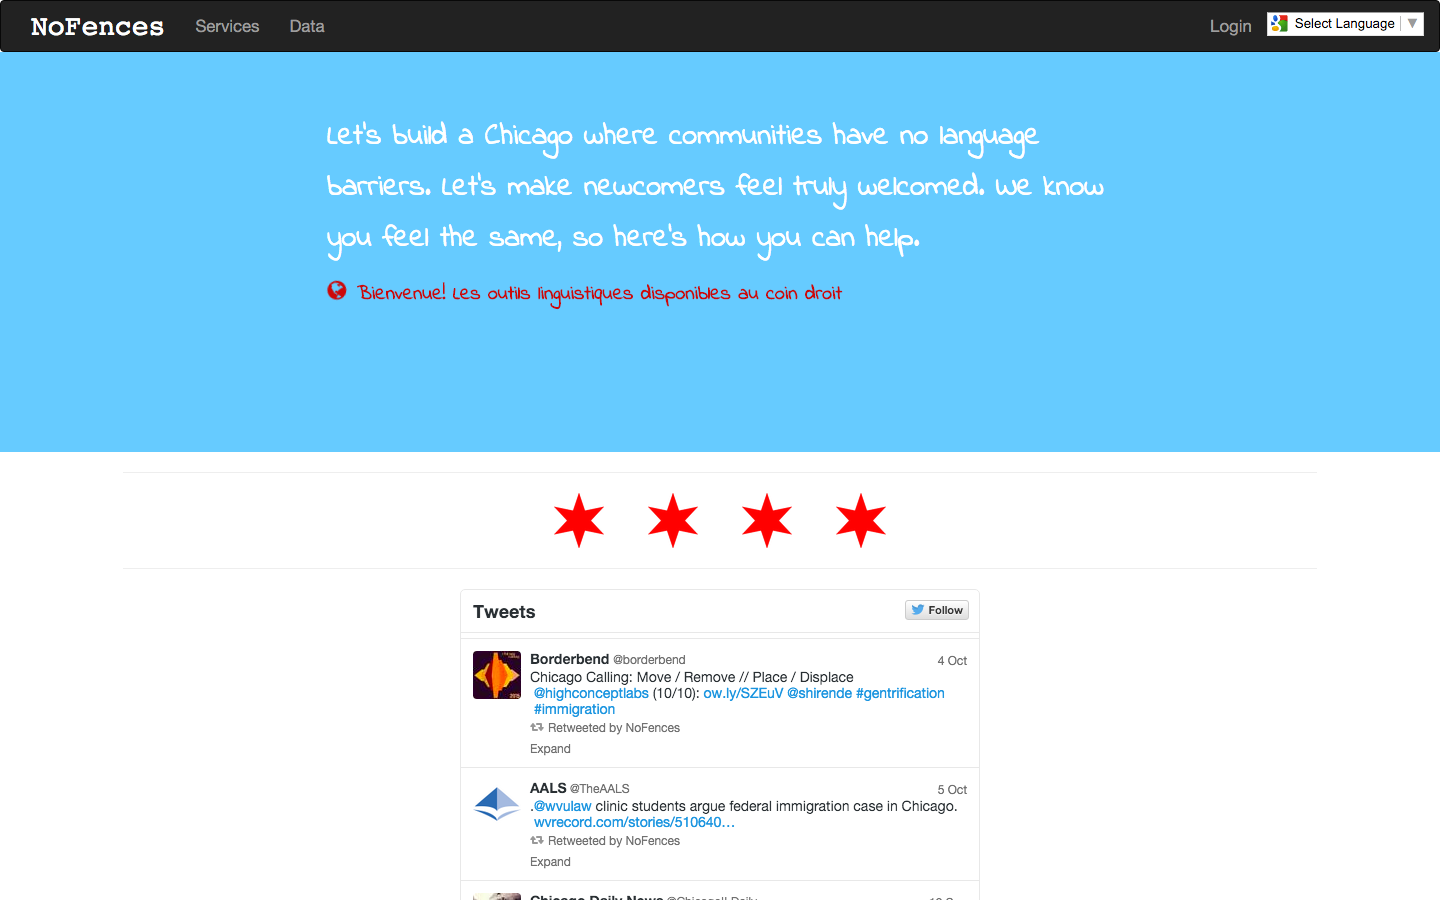 NoFences Services Data Login Select Language ▼
Let's build a Chicago where communities have no language
barriers. Let's make newcomers feel truly welcomed. We know
you feel the same, so here's how you can help.
Bienvenue! Les outils linguistiques disponibles au coin droit
Tweets Follow
Borderbend @borderbend 4 Oct
Chicago Calling: Move / Remove // Place / Displace
@highconceptlabs (10/10): ow.ly/SZEuV @shirende #gentrification
#immigration
Retweeted by NoFences
Expand
AALS @TheAALS 5 Oct
.@wvulaw clinic students argue federal immigration case in Chicago.
wvrecord.com/stories/510640…
Retweeted by NoFences
Expand
Chicago Daily News